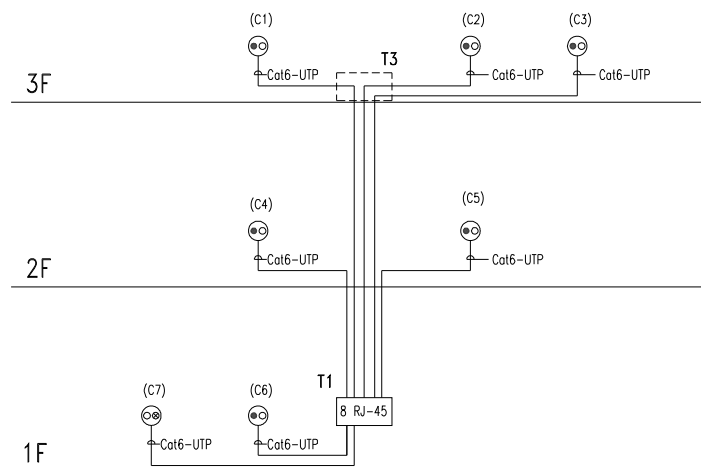 (C1)
(C2)
(C3)
T3
Cat6-UTP
Cat6-UTP
Cat6-UTP
3F
(C4)
(C5)
Cat6-UTP
Cat6-UTP
2F
T1
(C7)
(C6)
8 RJ-45
Cat6-UTP
Cat6-UTP
1F